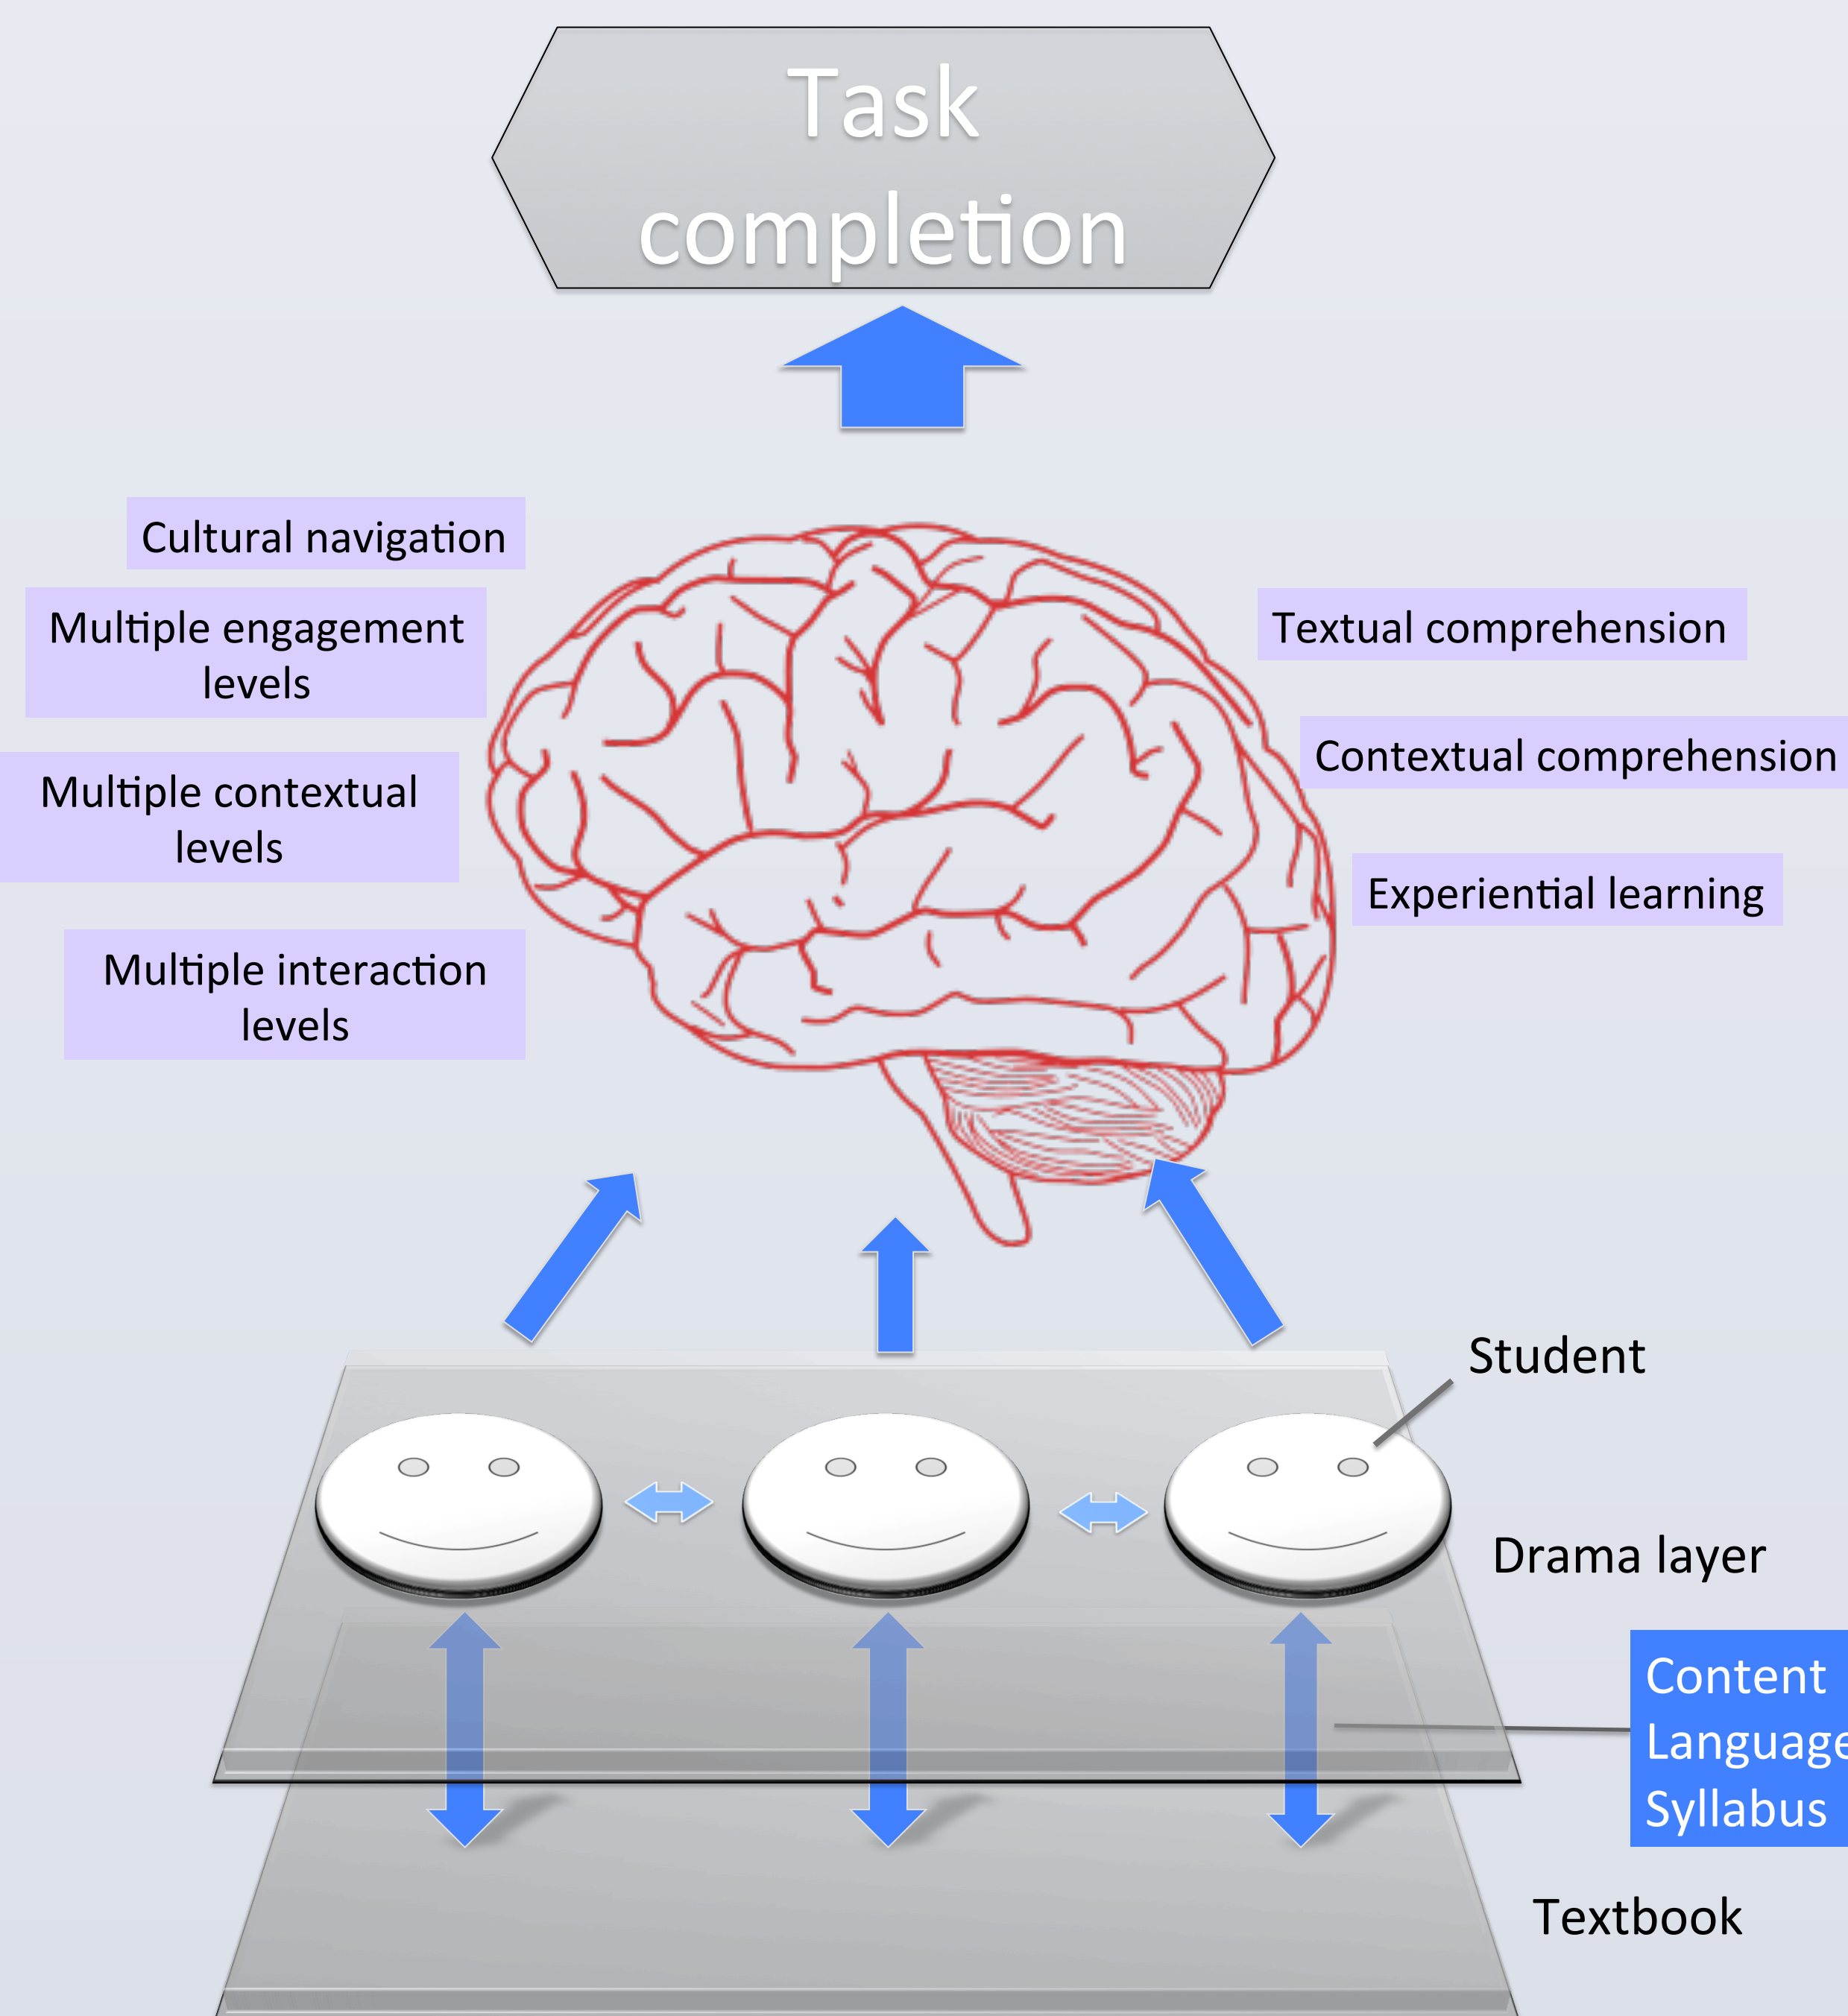 Task
completion
Cultural navigation
Multiple engagement
levels
Multiple contextual
levels
Multiple interaction
levels
Textual comprehension
Contextual comprehension
Experiential learning
Student
Drama layer
Content
Language
Syllabus
Textbook